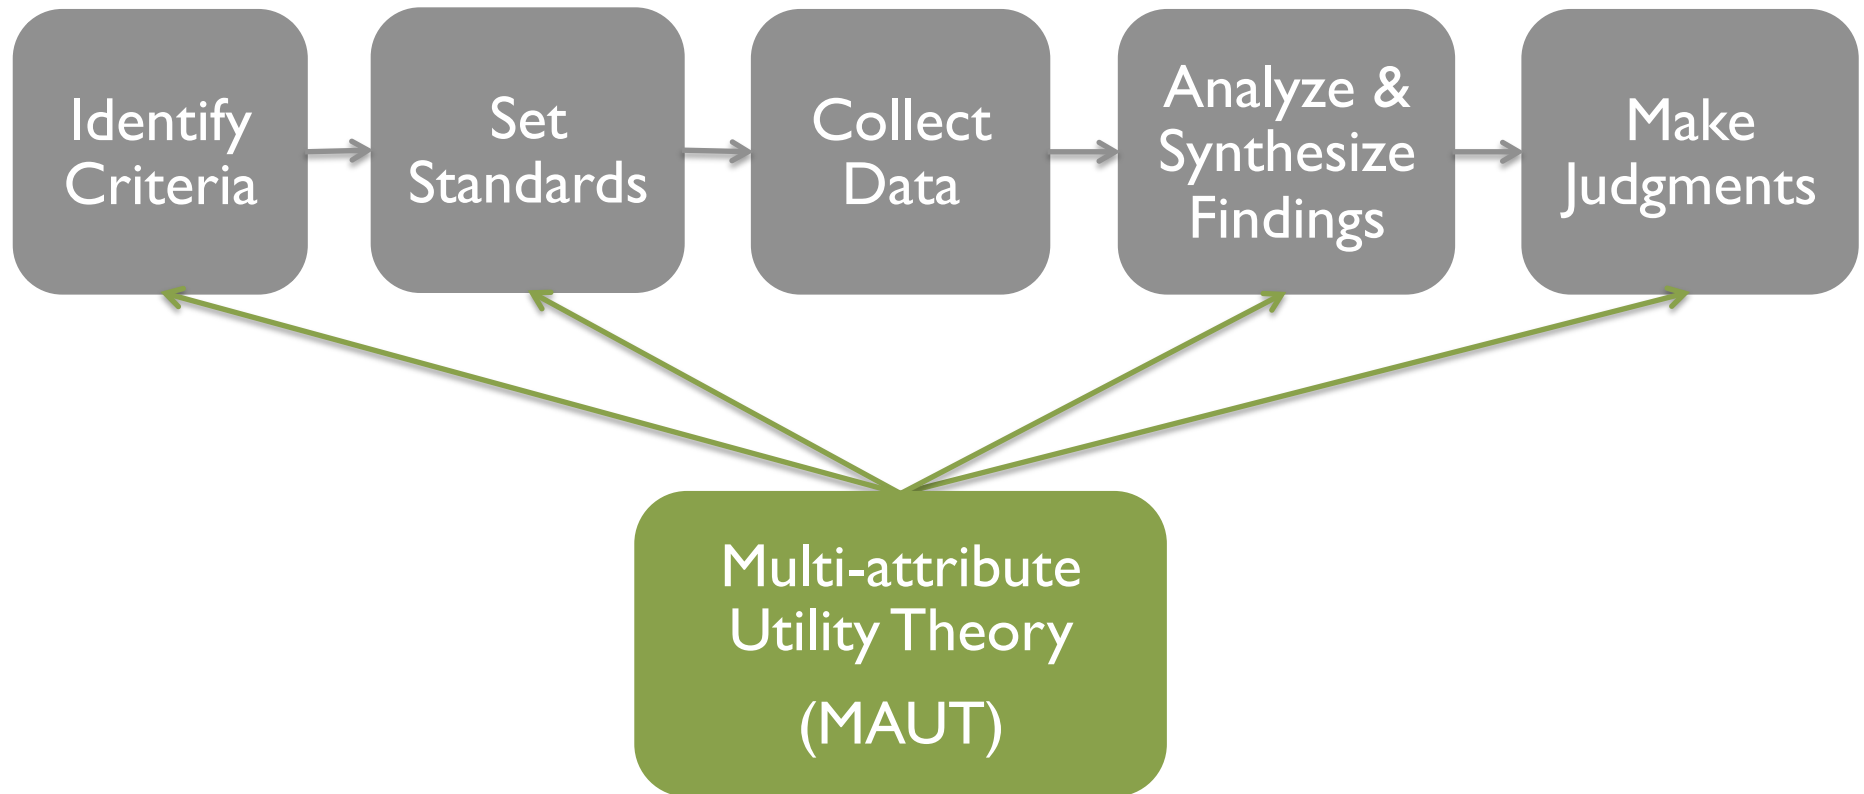 Identify
Criteria
Set
Standards
Collect
Data
Analyze &
Synthesize
Findings
Make
Judgments
Multi-attribute
Utility Theory
(MAUT)